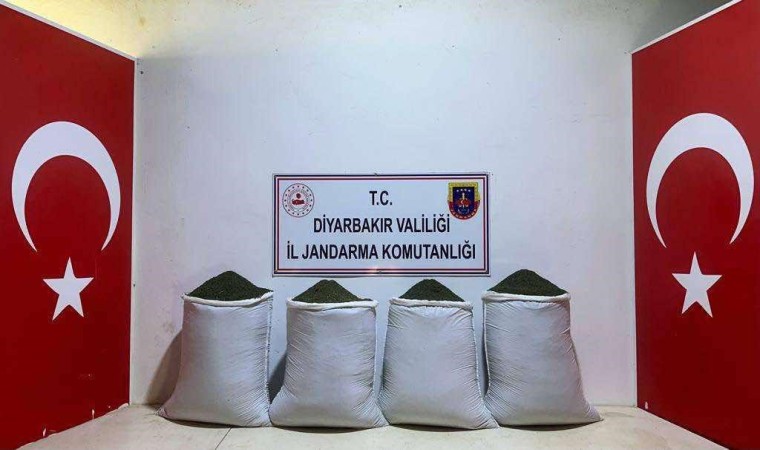 T.C.
DİYARBAKIR VALİLİĞİ
İL JANDARMA KOMUTANLIĞI